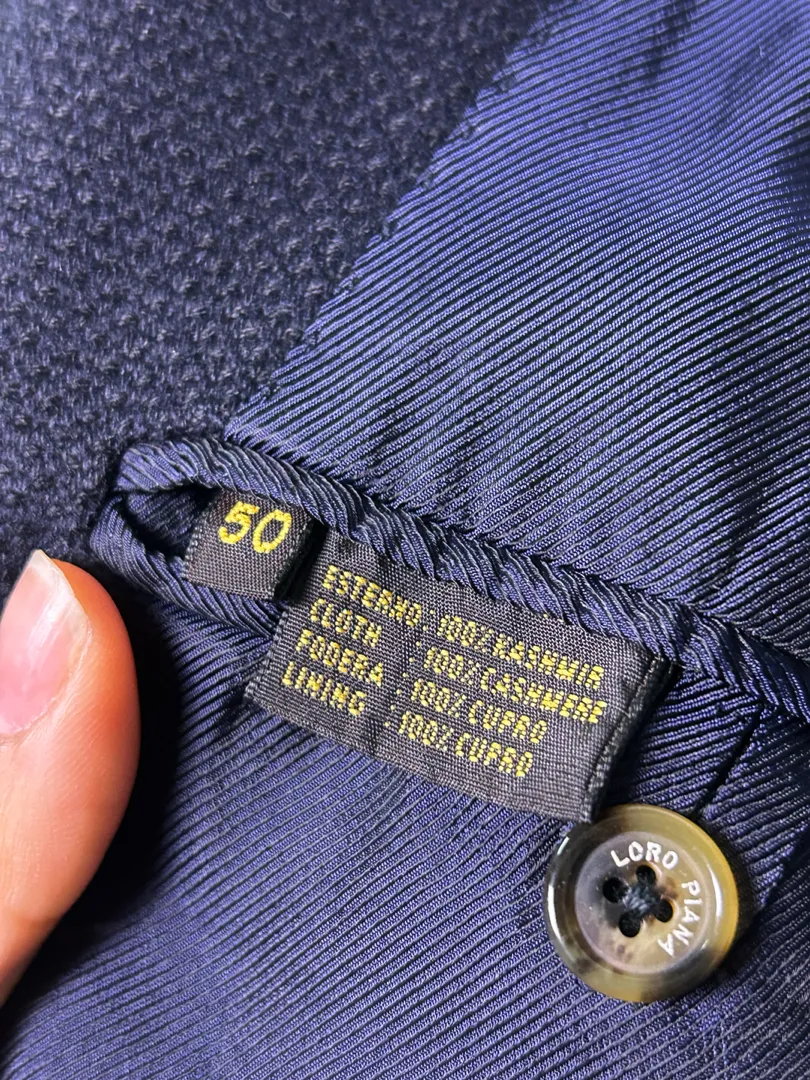 50
ESTERNO : 100% KASHMIR
CLOTH : 100% CASHMERE
FODERA : 100% CUPRO
LINING : 100% CUPRO
LORO PIANA